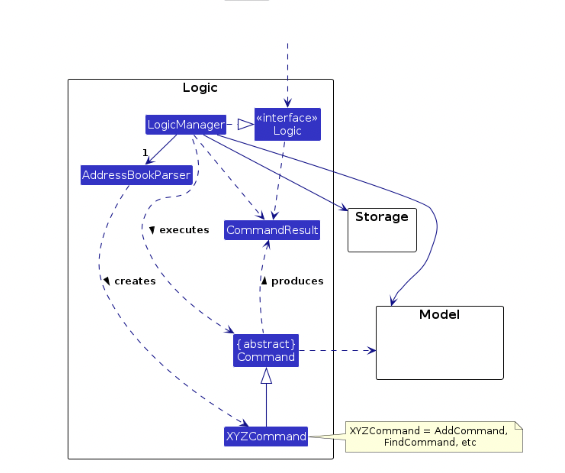 Logic
LogicManager
«interface»
Logic
1
AddressBookParser
Storage
executes
CommandResult
creates
produces
Model
{abstract}
Command
XYZCommand
XYZCommand = AddCommand,
FindCommand, etc